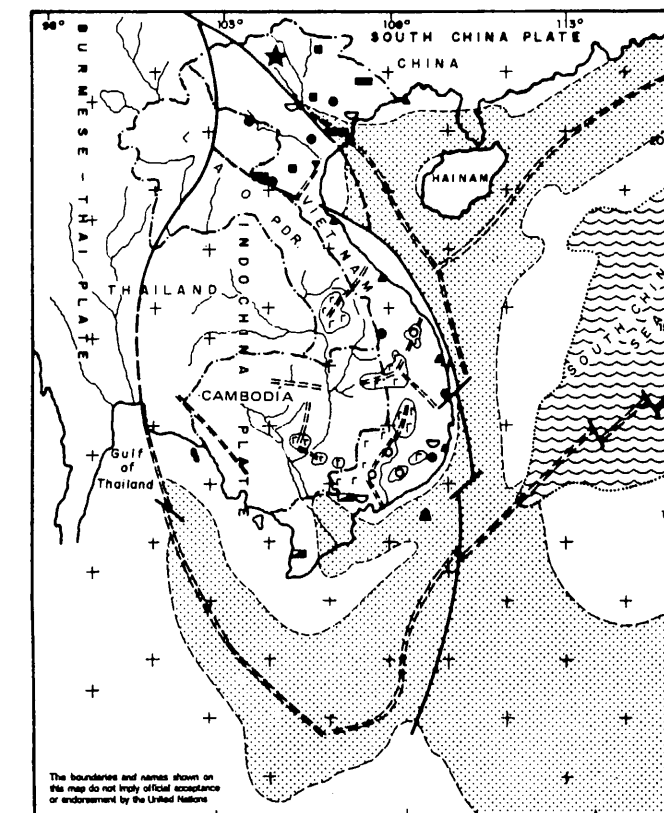 98° 103° 108° 113°
SOUTH CHINA PLATE
CHINA
BURMESE – THAI PLATE
HAINAM
LAO PDR.
VIETNAM
THAILAND
INDOCHINA PLATE
SOUTH CHIN
SEA
CAMBODIA
Gulf
of
Thailand
The boundaries and names shown on
this map do not imply official acceptance
or endorsement by the United Nations